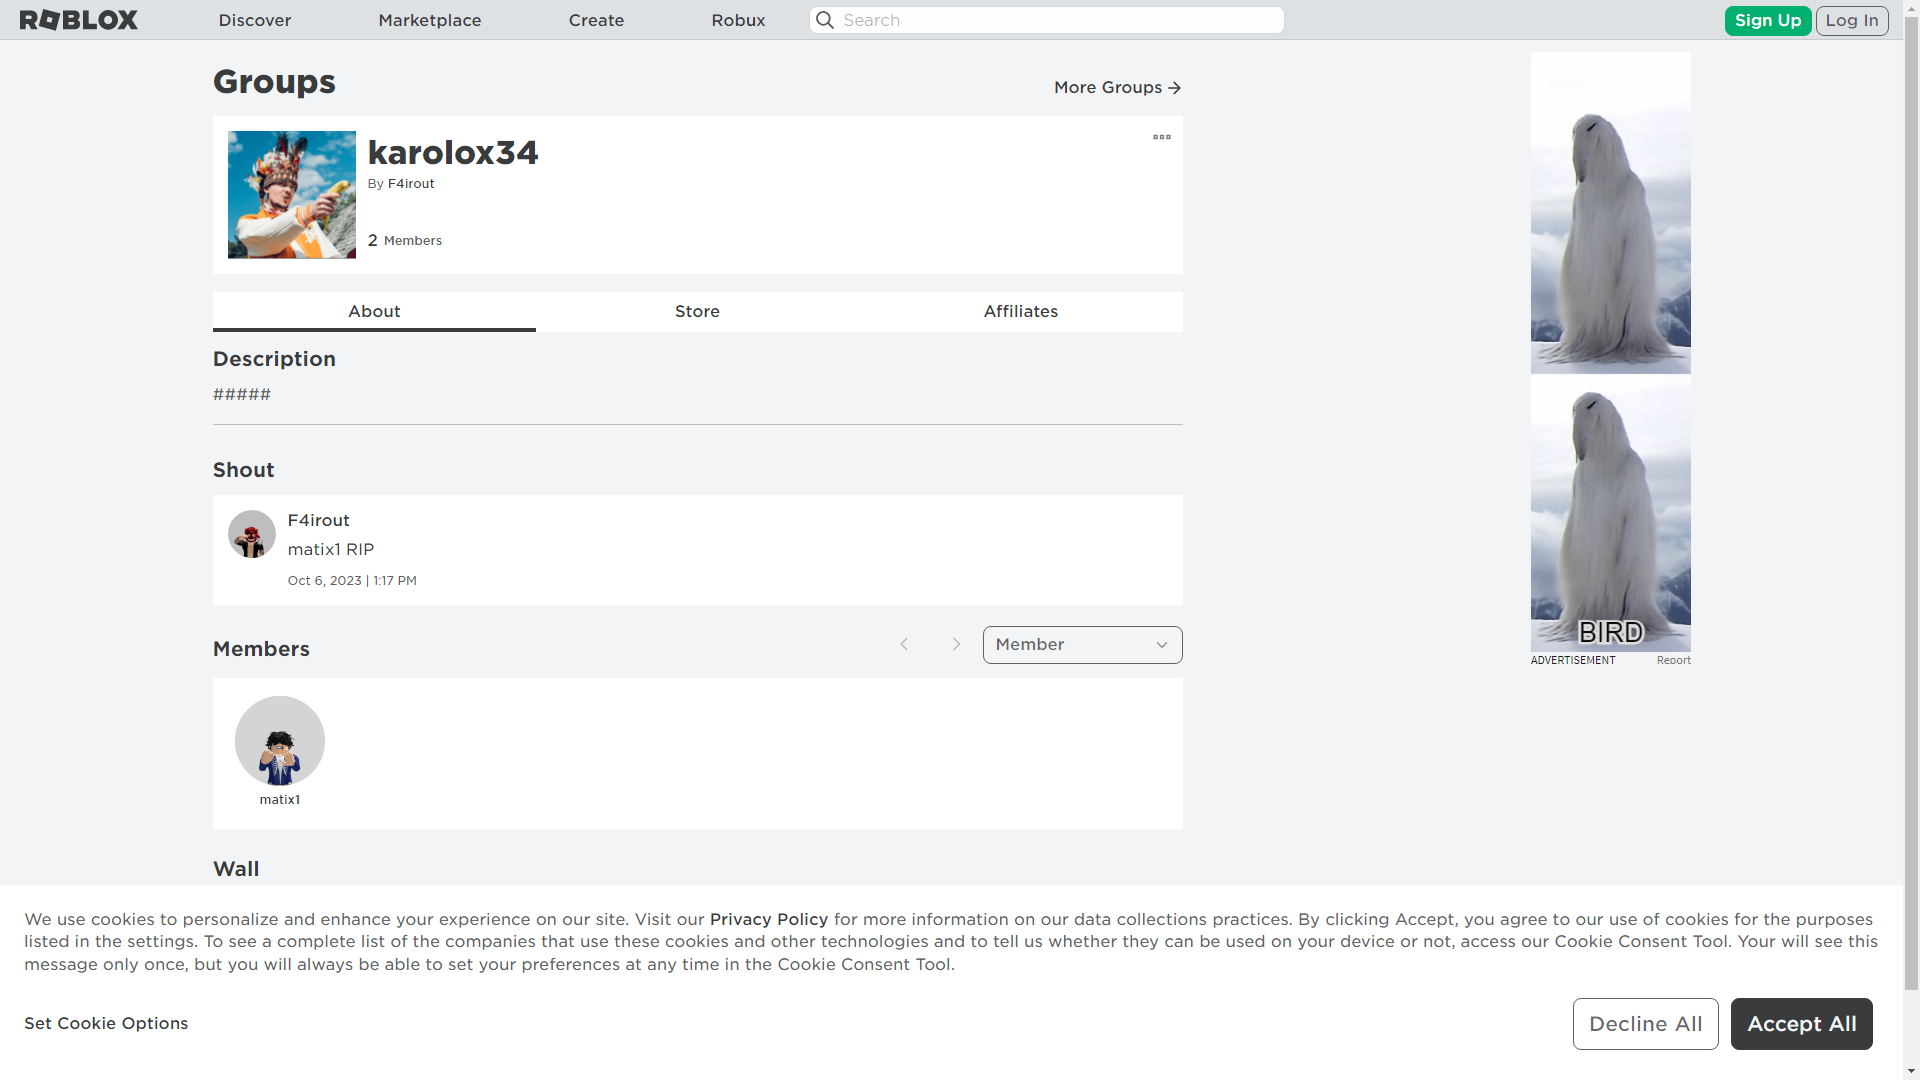 ROBLOX Discover Marketplace Create Robux Search Sign Up Log In
Groups
More Groups
karolox34
By F4irout
2 Members
About Store Affiliates
Description
#####
Shout
F4irout
matix1 RIP
Oct 6, 2023 | 1:17 PM
Members
Member
matix1
Wall
BIRD
ADVERTISEMENT Report
We use cookies to personalize and enhance your experience on our site. Visit our Privacy Policy for more information on our data collections practices. By clicking Accept, you agree to our use of cookies for the purposes
listed in the settings. To see a complete list of the companies that use these cookies and other technologies and to tell us whether they can be used on your device or not, access our Cookie Consent Tool. Your will see this
message only once, but you will always be able to set your preferences at any time in the Cookie Consent Tool.
Set Cookie Options
Decline All
Accept All